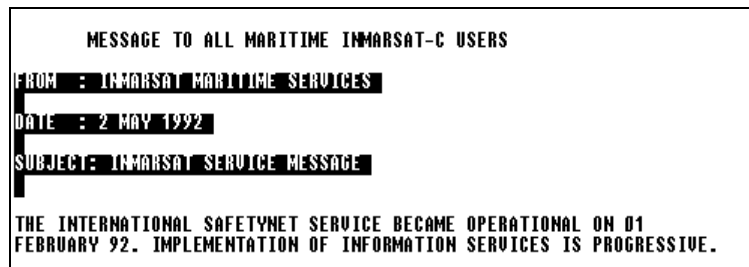 MESSAGE TO ALL MARITIME INMARSAT-C USERS
FROM : INMARSAT MARITIME SERVICES
DATE : 2 MAY 1992
SUBJECT: INMARSAT SERVICE MESSAGE
THE INTERNATIONAL SAFETYNET SERVICE BECAME OPERATIONAL ON 01
FEBRUARY 92. IMPLEMENTATION OF INFORMATION SERVICES IS PROGRESSIVE.